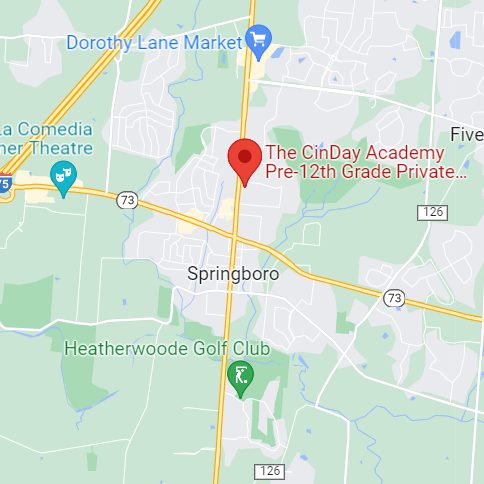 Dorothy Lane Market
La Comedia
ner Theatre
Five
The CinDay Academy
Pre-12th Grade Private...
75
73
126
Springboro
73
Heatherwoode Golf Club
126